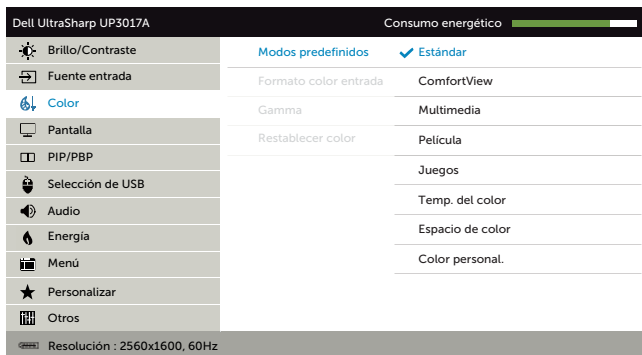 Dell UltraSharp UP3017A
Consumo energético
Brillo/Contraste
Modos predefinidos
Estándar
Fuente entrada
Formato color entrada
ComfortView
Color
Gamma
Multimedia
Pantalla
Restablecer color
Película
PIP/PBP
Juegos
Selección de USB
Temp. del color
Audio
Espacio de color
Energía
Color personal.
Menú
Personalizar
Otros
Resolución : 2560x1600, 60Hz